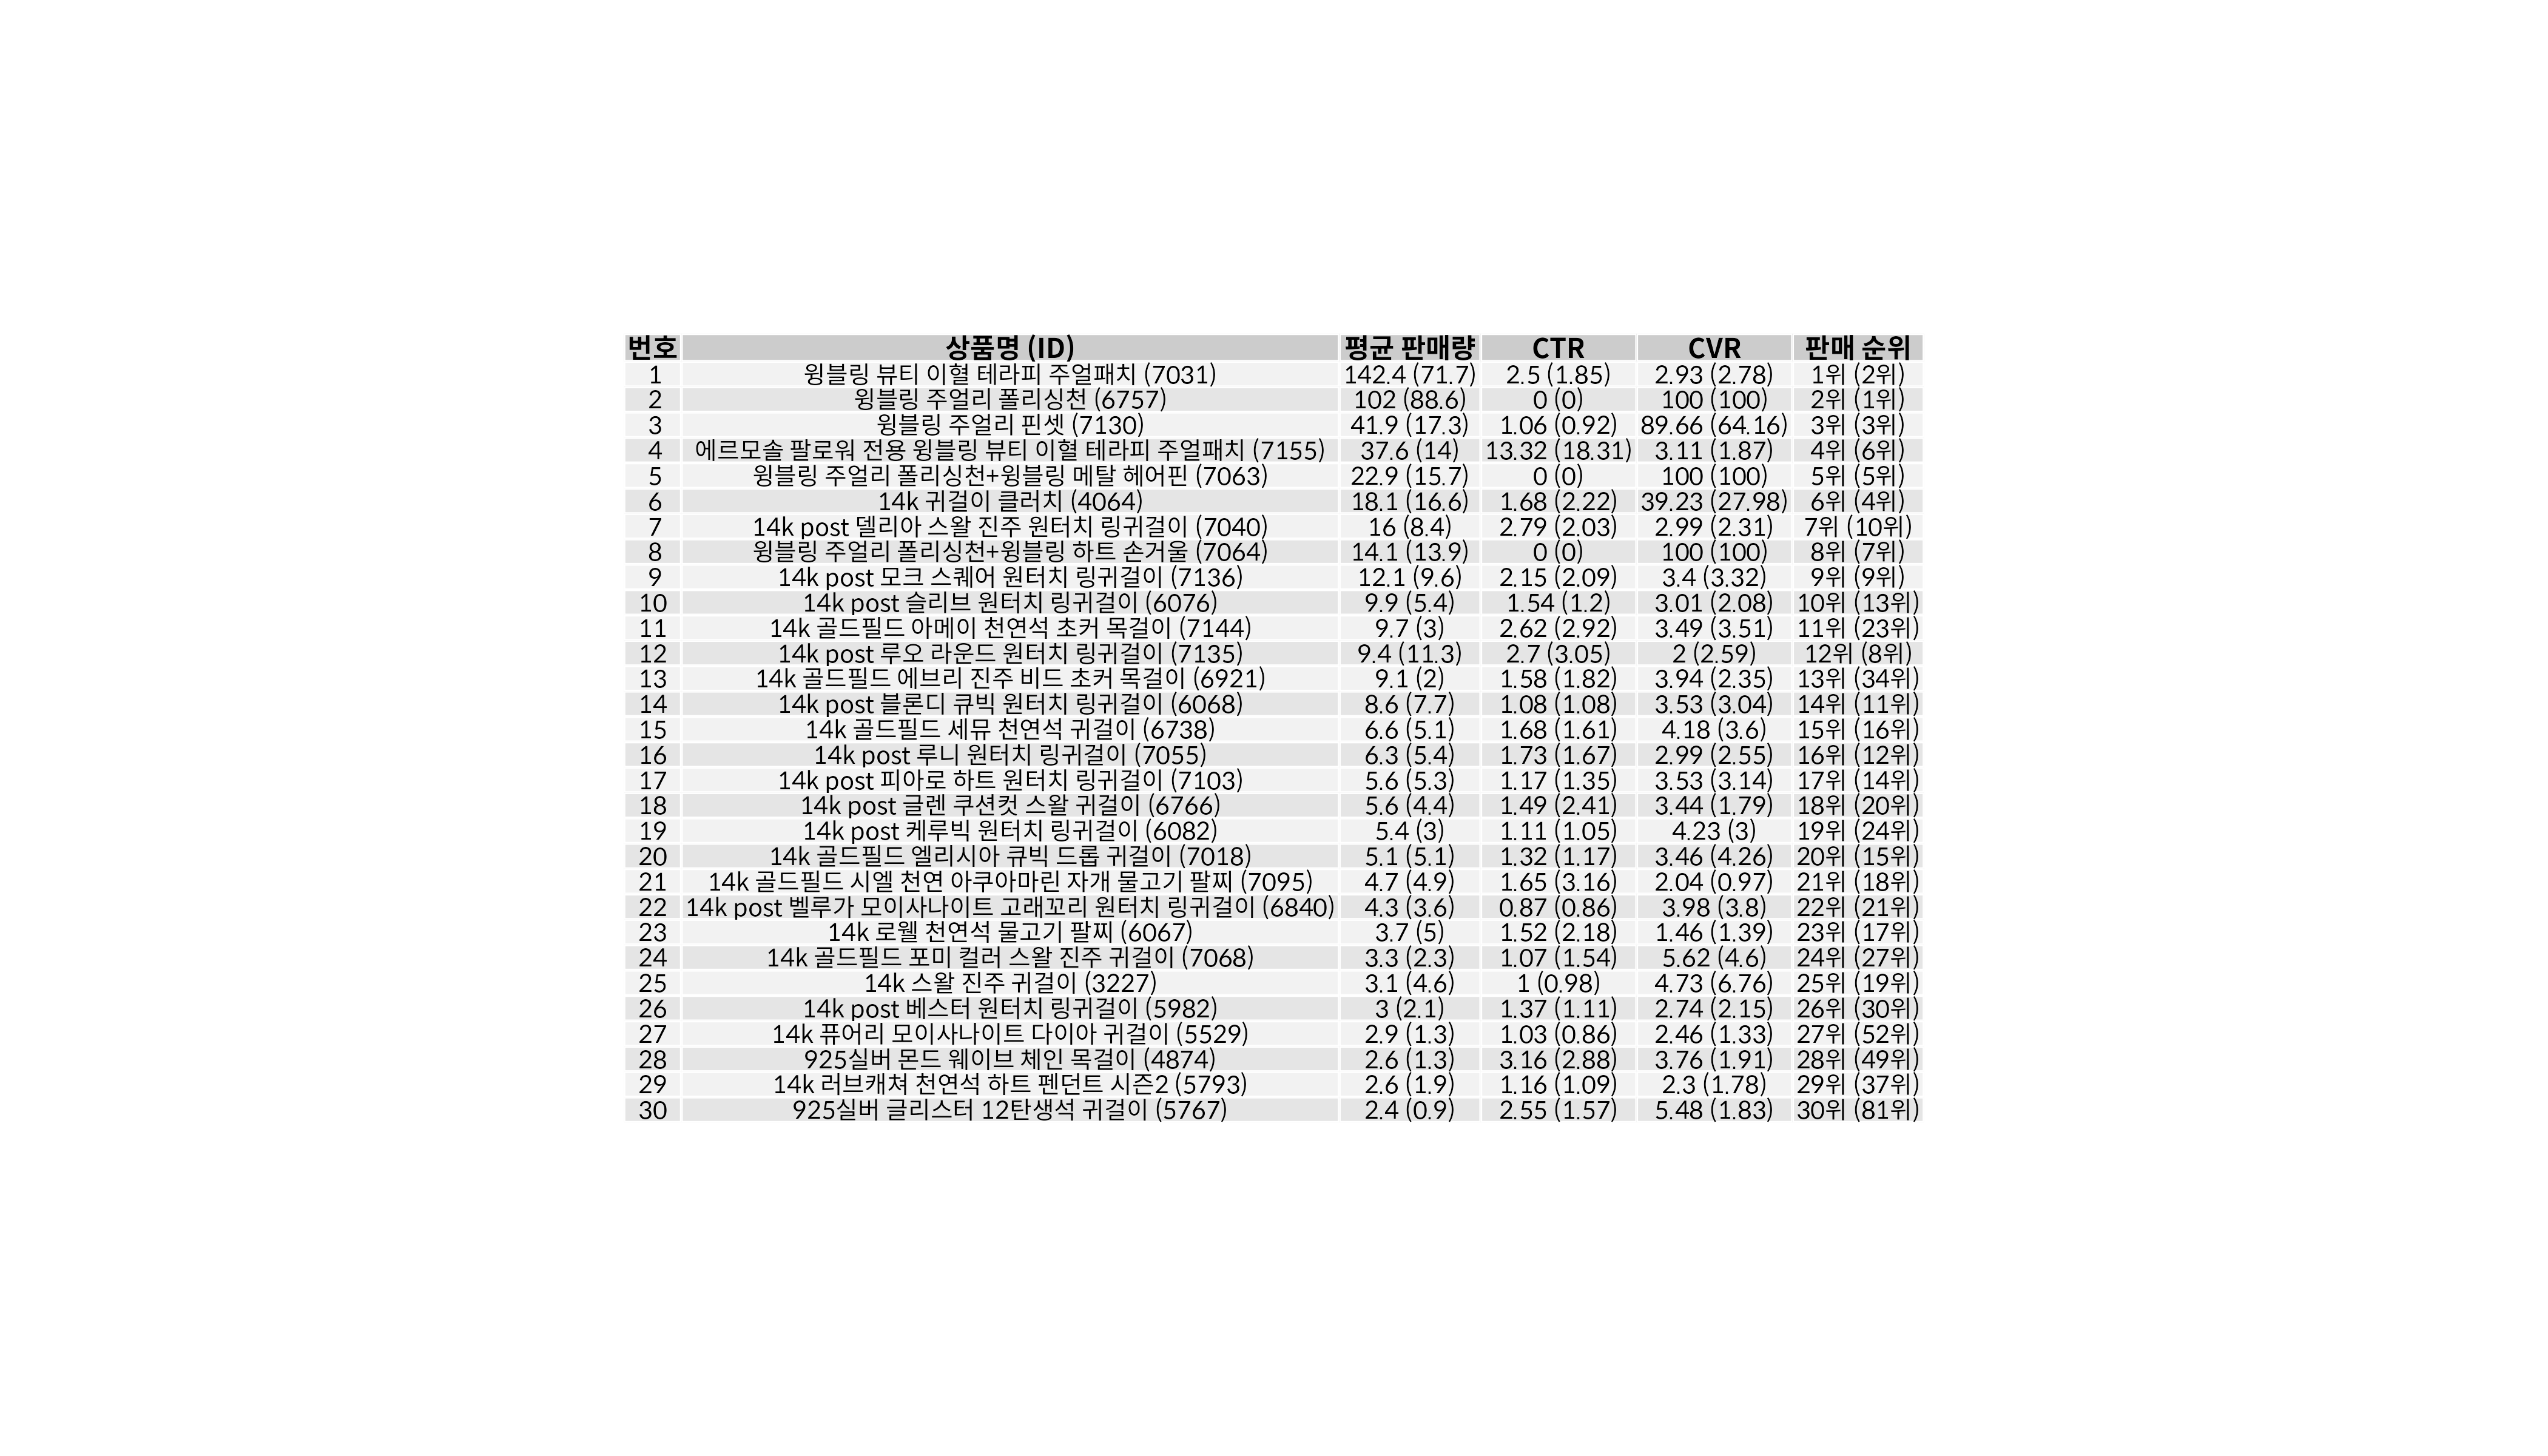 번호 상품명 (ID) 평균 판매량 CTR CVR 판매 순위
1 윙블링 뷰티 이혈 테라피 주얼패치 (7031) 142.4 (71.7) 2.5 (1.85) 2.93 (2.78) 1위 (2위)
2 윙블링 주얼리 폴리싱천 (6757) 102 (88.6) 0 (0) 100 (100) 2위 (1위)
3 윙블링 주얼리 핀셋 (7130) 41.9 (17.3) 1.06 (0.92) 89.66 (64.16) 3위 (3위)
4 에르모솔 팔로워 전용 윙블링 뷰티 이혈 테라피 주얼패치 (7155) 37.6 (14) 13.32 (18.31) 3.11 (1.87) 4위 (6위)
5 윙블링 주얼리 폴리싱천+윙블링 메탈 헤어핀 (7063) 22.9 (15.7) 0 (0) 100 (100) 5위 (5위)
6 14k 귀걸이 클러치 (4064) 18.1 (16.6) 1.68 (2.22) 39.23 (27.98) 6위 (4위)
7 14k post 델리아 스왈 진주 원터치 링귀걸이 (7040) 16 (8.4) 2.79 (2.03) 2.99 (2.31) 7위 (10위)
8 윙블링 주얼리 폴리싱천+윙블링 하트 손거울 (7064) 14.1 (13.9) 0 (0) 100 (100) 8위 (7위)
9 14k post 모크 스퀘어 원터치 링귀걸이 (7136) 12.1 (9.6) 2.15 (2.09) 3.4 (3.32) 9위 (9위)
10 14k post 슬리브 원터치 링귀걸이 (6076) 9.9 (5.4) 1.54 (1.2) 3.01 (2.08) 10위 (13위)
11 14k 골드필드 아메이 천연석 초커 목걸이 (7144) 9.7 (3) 2.62 (2.92) 3.49 (3.51) 11위 (23위)
12 14k post 루오 라운드 원터치 링귀걸이 (7135) 9.4 (11.3) 2.7 (3.05) 2 (2.59) 12위 (8위)
13 14k 골드필드 에브리 진주 비드 초커 목걸이 (6921) 9.1 (2) 1.58 (1.82) 3.94 (2.35) 13위 (34위)
14 14k post 블론디 큐빅 원터치 링귀걸이 (6068) 8.6 (7.7) 1.08 (1.08) 3.53 (3.04) 14위 (11위)
15 14k 골드필드 세뮤 천연석 귀걸이 (6738) 6.6 (5.1) 1.68 (1.61) 4.18 (3.6) 15위 (16위)
16 14k post 루니 원터치 링귀걸이 (7055) 6.3 (5.4) 1.73 (1.67) 2.99 (2.55) 16위 (12위)
17 14k post 피아로 하트 원터치 링귀걸이 (7103) 5.6 (5.3) 1.17 (1.35) 3.53 (3.14) 17위 (14위)
18 14k post 글렌 쿠션컷 스왈 귀걸이 (6766) 5.6 (4.4) 1.49 (2.41) 3.44 (1.79) 18위 (20위)
19 14k post 케루빅 원터치 링귀걸이 (6082) 5.4 (3) 1.11 (1.05) 4.23 (3) 19위 (24위)
20 14k 골드필드 엘리시아 큐빅 드롭 귀걸이 (7018) 5.1 (5.1) 1.32 (1.17) 3.46 (4.26) 20위 (15위)
21 14k 골드필드 시엘 천연 아쿠아마린 자개 물고기 팔찌 (7095) 4.7 (4.9) 1.65 (3.16) 2.04 (0.97) 21위 (18위)
22 14k post 벨루가 모이사나이트 고래꼬리 원터치 링귀걸이 (6840) 4.3 (3.6) 0.87 (0.86) 3.98 (3.8) 22위 (21위)
23 14k 로웰 천연석 물고기 팔찌 (6067) 3.7 (5) 1.52 (2.18) 1.46 (1.39) 23위 (17위)
24 14k 골드필드 포미 컬러 스왈 진주 귀걸이 (7068) 3.3 (2.3) 1.07 (1.54) 5.62 (4.6) 24위 (27위)
25 14k 스왈 진주 귀걸이 (3227) 3.1 (4.6) 1 (0.98) 4.73 (6.76) 25위 (19위)
26 14k post 베스터 원터치 링귀걸이 (5982) 3 (2.1) 1.37 (1.11) 2.74 (2.15) 26위 (30위)
27 14k 퓨어리 모이사나이트 다이아 귀걸이 (5529) 2.9 (1.3) 1.03 (0.86) 2.46 (1.33) 27위 (52위)
28 925실버 몬드 웨이브 체인 목걸이 (4874) 2.6 (1.3) 3.16 (2.88) 3.76 (1.91) 28위 (49위)
29 14k 러브캐쳐 천연석 하트 펜던트 시즌2 (5793) 2.6 (1.9) 1.16 (1.09) 2.3 (1.78) 29위 (37위)
30 925실버 글리스터 12탄생석 귀걸이 (5767) 2.4 (0.9) 2.55 (1.57) 5.48 (1.83) 30위 (81위)